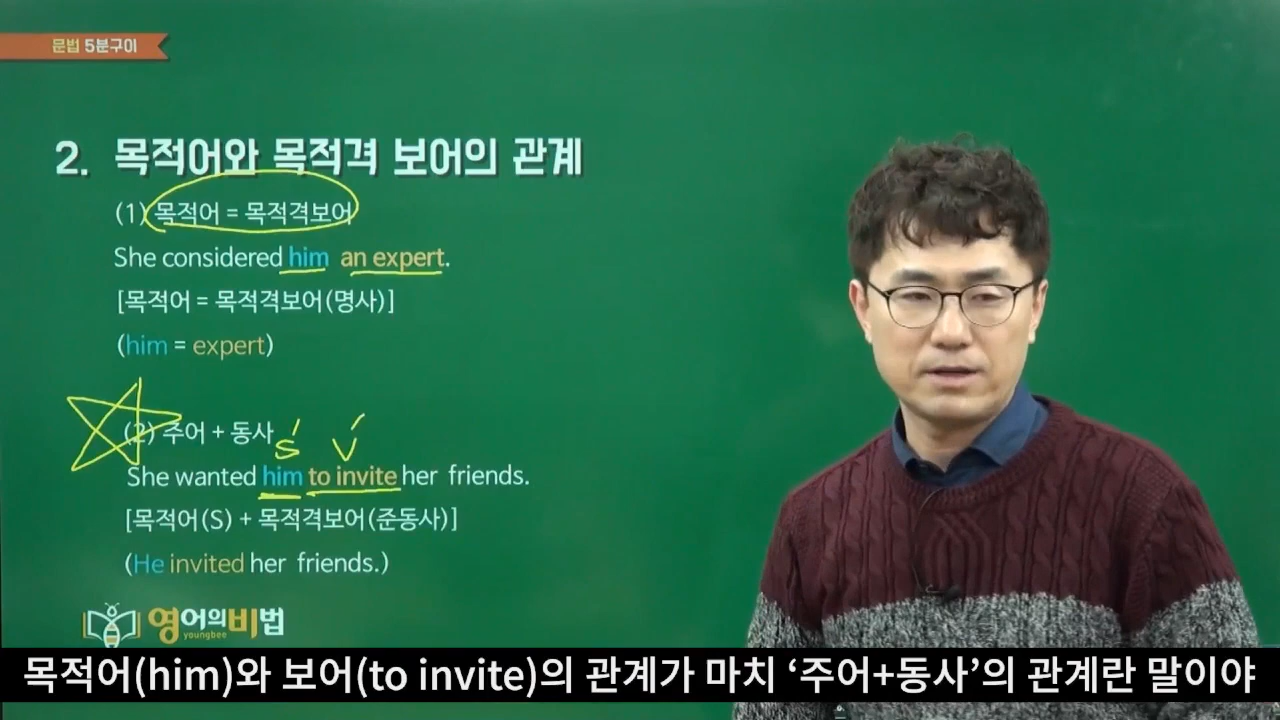 문법 5분구이
2. 목적어와 목적격 보어의 관계
(1) 목적어 = 목적격보어
She considered him an expert.
[목적어 = 목적격보어(명사)]
(him = expert)
(2) 주어 + 동사
s' v'
She wanted him to invite her friends.
[목적어(S) + 목적격보어(준동사)]
(He invited her friends.)
영어의비법
youngbee
목적어(him)와 보어(to invite)의 관계가 마치 ‘주어+동사’의 관계란 말이야